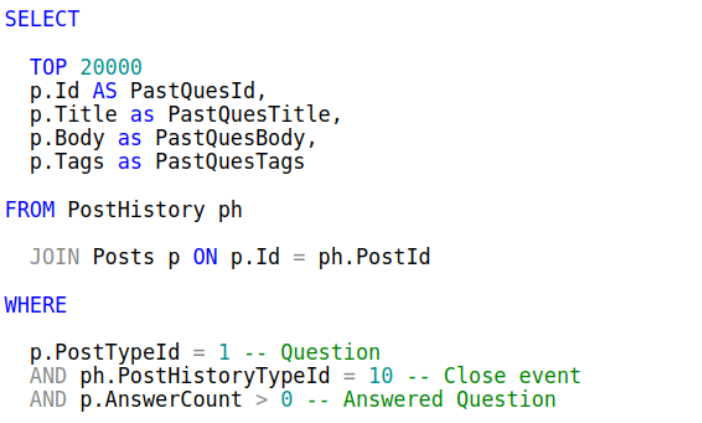 SELECT
TOP 20000
p.Id AS PastQuesId,
p.Title as PastQuesTitle,
p.Body as PastQuesBody,
p.Tags as PastQuesTags
FROM PostHistory ph
JOIN Posts p ON p.Id = ph.PostId
WHERE
p.PostTypeId = 1 -- Question
AND ph.PostHistoryTypeId = 10 -- Close event
AND p.AnswerCount > 0 -- Answered Question